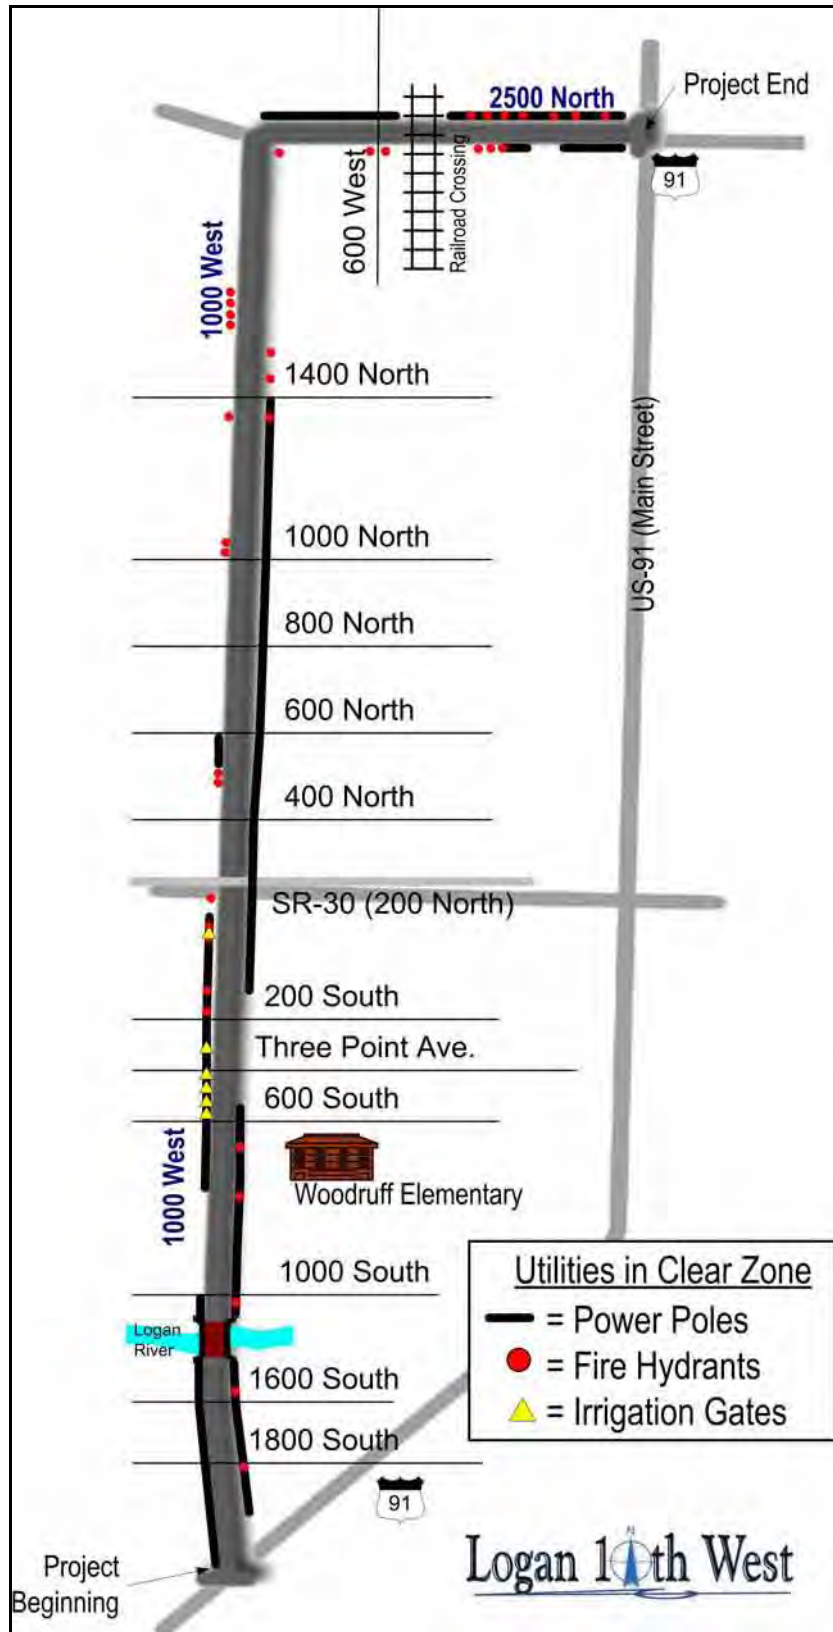 Project End
2500 North
91
600 West
Railroad Crossing
1000 West
1400 North
US-91 (Main Street)
1000 North
800 North
600 North
400 North
SR-30 (200 North)
200 South
Three Point Ave.
600 South
1000 West
Woodruff Elementary
1000 South
Utilities in Clear Zone
= Power Poles
= Fire Hydrants
= Irrigation Gates
Logan
River
1600 South
1800 South
91
Project
Beginning
N
Logan 10th West